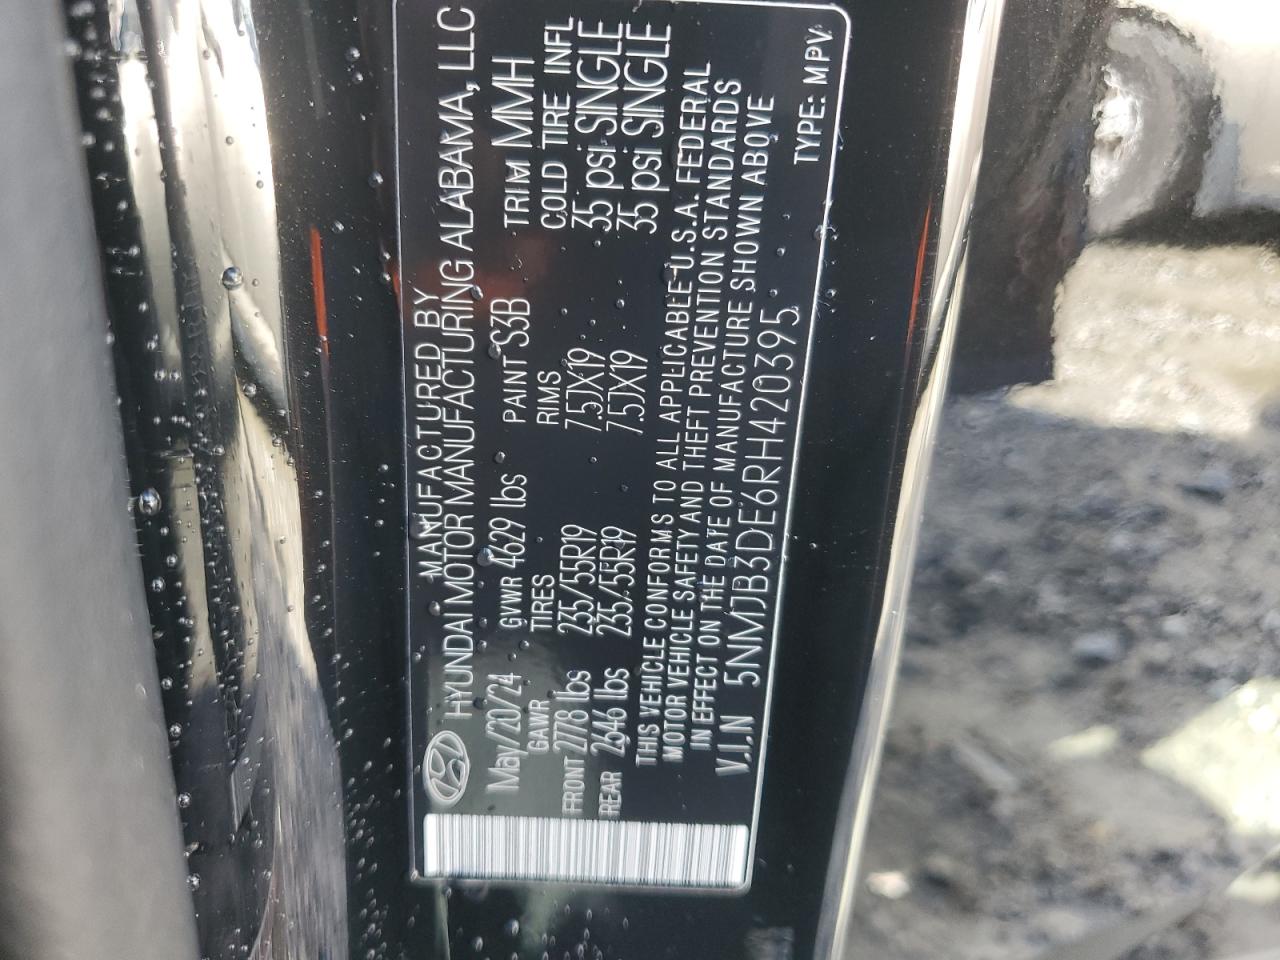 MANUFACTURED BY
HYUNDAI MOTOR MANUFACTURING ALABAMA, LLC
May/20/24 GVWR 4629 lbs PAINT S3B TRIM MMH
GAWR TIRES RIMS COLD TIRE INFL
FRONT 2778 lbs 235/55R19 7.5JX19 35 psi SINGLE
REAR 2646 lbs 235/55R19 7.5JX19 35 psi SINGLE
THIS VEHICLE CONFORMS TO ALL APPLICABLE U.S.A. FEDERAL
MOTOR VEHICLE SAFETY AND THEFT PREVENTION STANDARDS
IN EFFECT ON THE DATE OF MANUFACTURE SHOWN ABOVE
V.I.N 5NMJB3DE6RH420395 TYPE: MPV